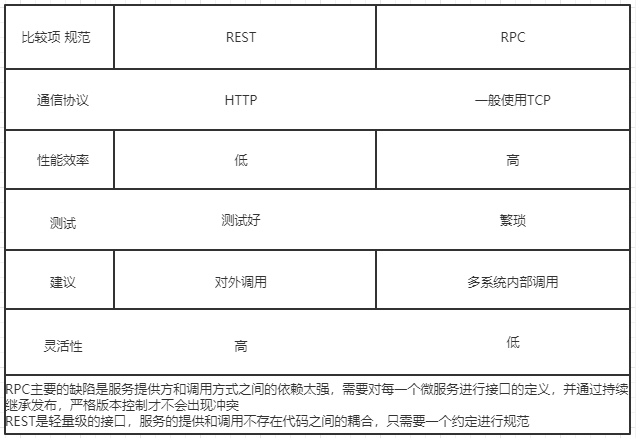 比较项 规范 REST RPC
通信协议 HTTP 一般使用TCP
性能效率 低 高
测试 测试好 繁琐
建议 对外调用 多系统内部调用
灵活性 高 低
RPC主要的缺陷是服务提供方和调用方式之间的依赖太强，需要对每一个微服务进行接口的定义，并通过持续
继承发布，严格版本控制才不会出现冲突
REST是轻量级的接口，服务的提供和调用不存在代码之间的耦合，只需要一个约定进行规范